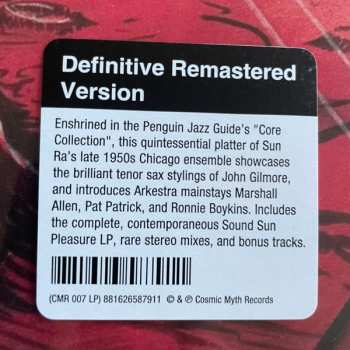 Definitive Remastered
Version
Enshrined in the Penguin Jazz Guide's "Core
Collection", this quintessential platter of Sun
Ra's late 1950s Chicago ensemble showcases
the brilliant tenor sax stylings of John Gilmore,
and introduces Arkestra mainstays Marshall
Allen, Pat Patrick, and Ronnie Boykins. Includes
the complete, contemporaneous Sound Sun
Pleasure LP, rare stereo mixes, and bonus tracks.
(CMR 007 LP) 881626587911 © & ℗ Cosmic Myth Records